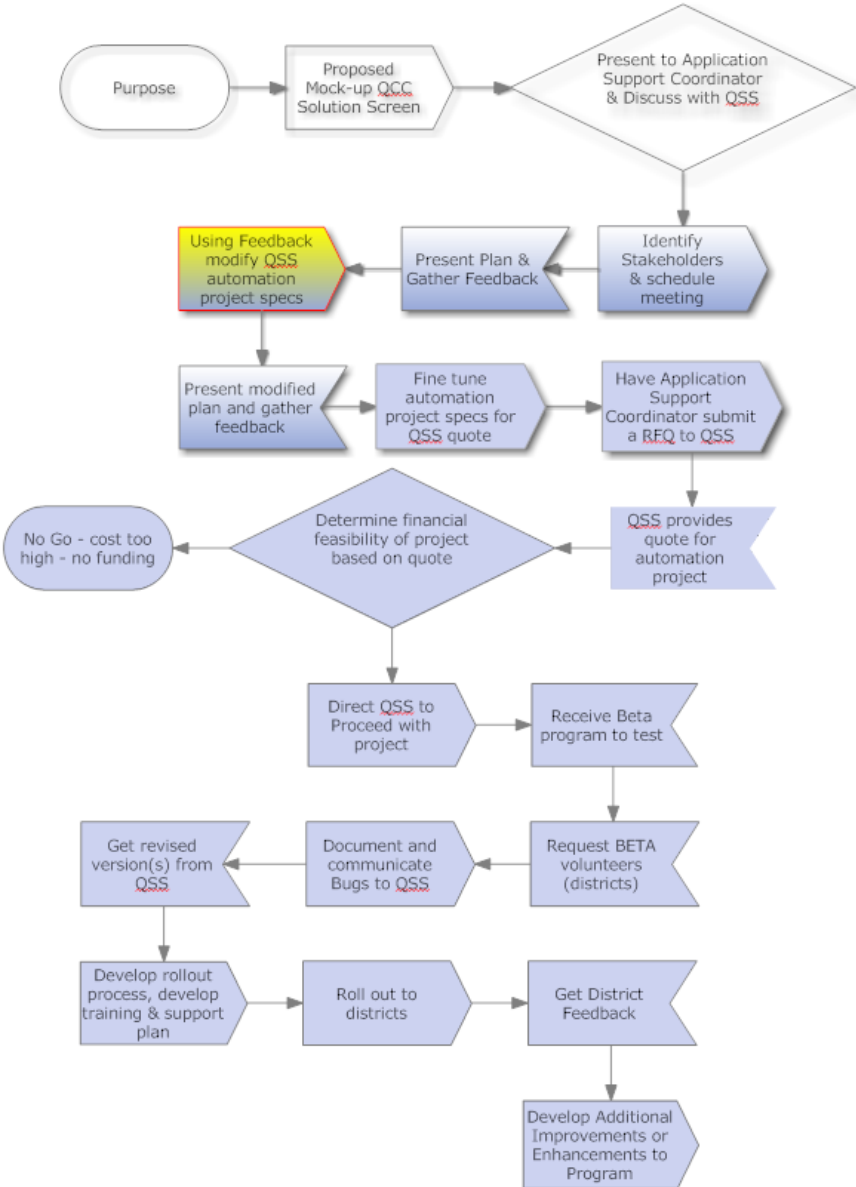 Purpose
Proposed
Mock-up QCC
Solution Screen
Present to Application
Support Coordinator
& Discuss with QSS
Identify
Stakeholders
& schedule
meeting
Present Plan &
Gather Feedback
Using Feedback
modify QSS
automation
project specs
Present modified
plan and gather
feedback
Fine tune
automation
project specs for
QSS quote
Have Application
Support
Coordinator submit
a RFQ to QSS
QSS provides
quote for
automation
project
Determine financial
feasibility of project
based on quote
No Go - cost too
high - no funding
Direct QSS to
Proceed with
project
Receive Beta
program to test
Request BETA
volunteers
(districts)
Document and
communicate
Bugs to QSS
Get revised
version(s) from
QSS
Develop rollout
process, develop
training & support
plan
Roll out to
districts
Get District
Feedback
Develop Additional
Improvements or
Enhancements to
Program